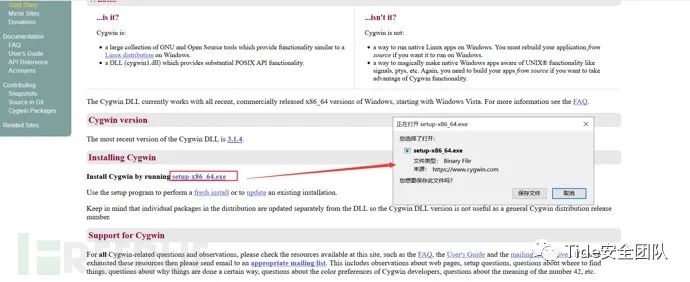 Gold Stars
Mirror Sites
Donations
Documentation
FAQ
User's Guide
API Reference
Acronyms
Contributing
Snapshots
Source in Git
Cygwin Packages
Related Sites
...is it?
Cygwin is:
a large collection of GNU and Open Source tools which provide functionality similar to a
Linux distribution on Windows.
a DLL (cygwin1.dll) which provides substantial POSIX API functionality.
...isn't it?
Cygwin is not:
a way to run native Linux apps on Windows. You must rebuild your application from
source if you want it to run on Windows.
a way to magically make native Windows apps aware of UNIX® functionality like
signals, ptys, etc. Again, you need to build your apps from source if you want to take
advantage of Cygwin functionality.
The Cygwin DLL currently works with all recent, commercially released x86_64 versions of Windows, starting with Windows Vista. For more information see the FAQ.
Cygwin version
The most recent version of the Cygwin DLL is 3.1.4.
Installing Cygwin
Install Cygwin by running setup-x86_64.exe
Use the setup program to perform a fresh install or to update an existing installation.
Keep in mind that individual packages in the distribution are updated separately from the DLL so the Cygwin DLL version is not useful as a general Cygwin distribution release
number.
Support for Cygwin
For all Cygwin-related questions and observations, please check the resources available at this site, such as the FAQ, the User's Guide and the mailing
exhausted these resources then please send email to an appropriate mailing list. This includes observations about web pages, setup questions, questions about where to find
things, questions about why things are done a certain way, questions about the color preferences of Cygwin developers, questions about the meaning of the number 42, etc.
正在打开 setup-x86_64.exe
您选择了打开:
setup-x86_64.exe
文件类型: Binary File
来源: https://www.cygwin.com
您想要保存此文件吗?
保存文件
取消
Tide安全团队